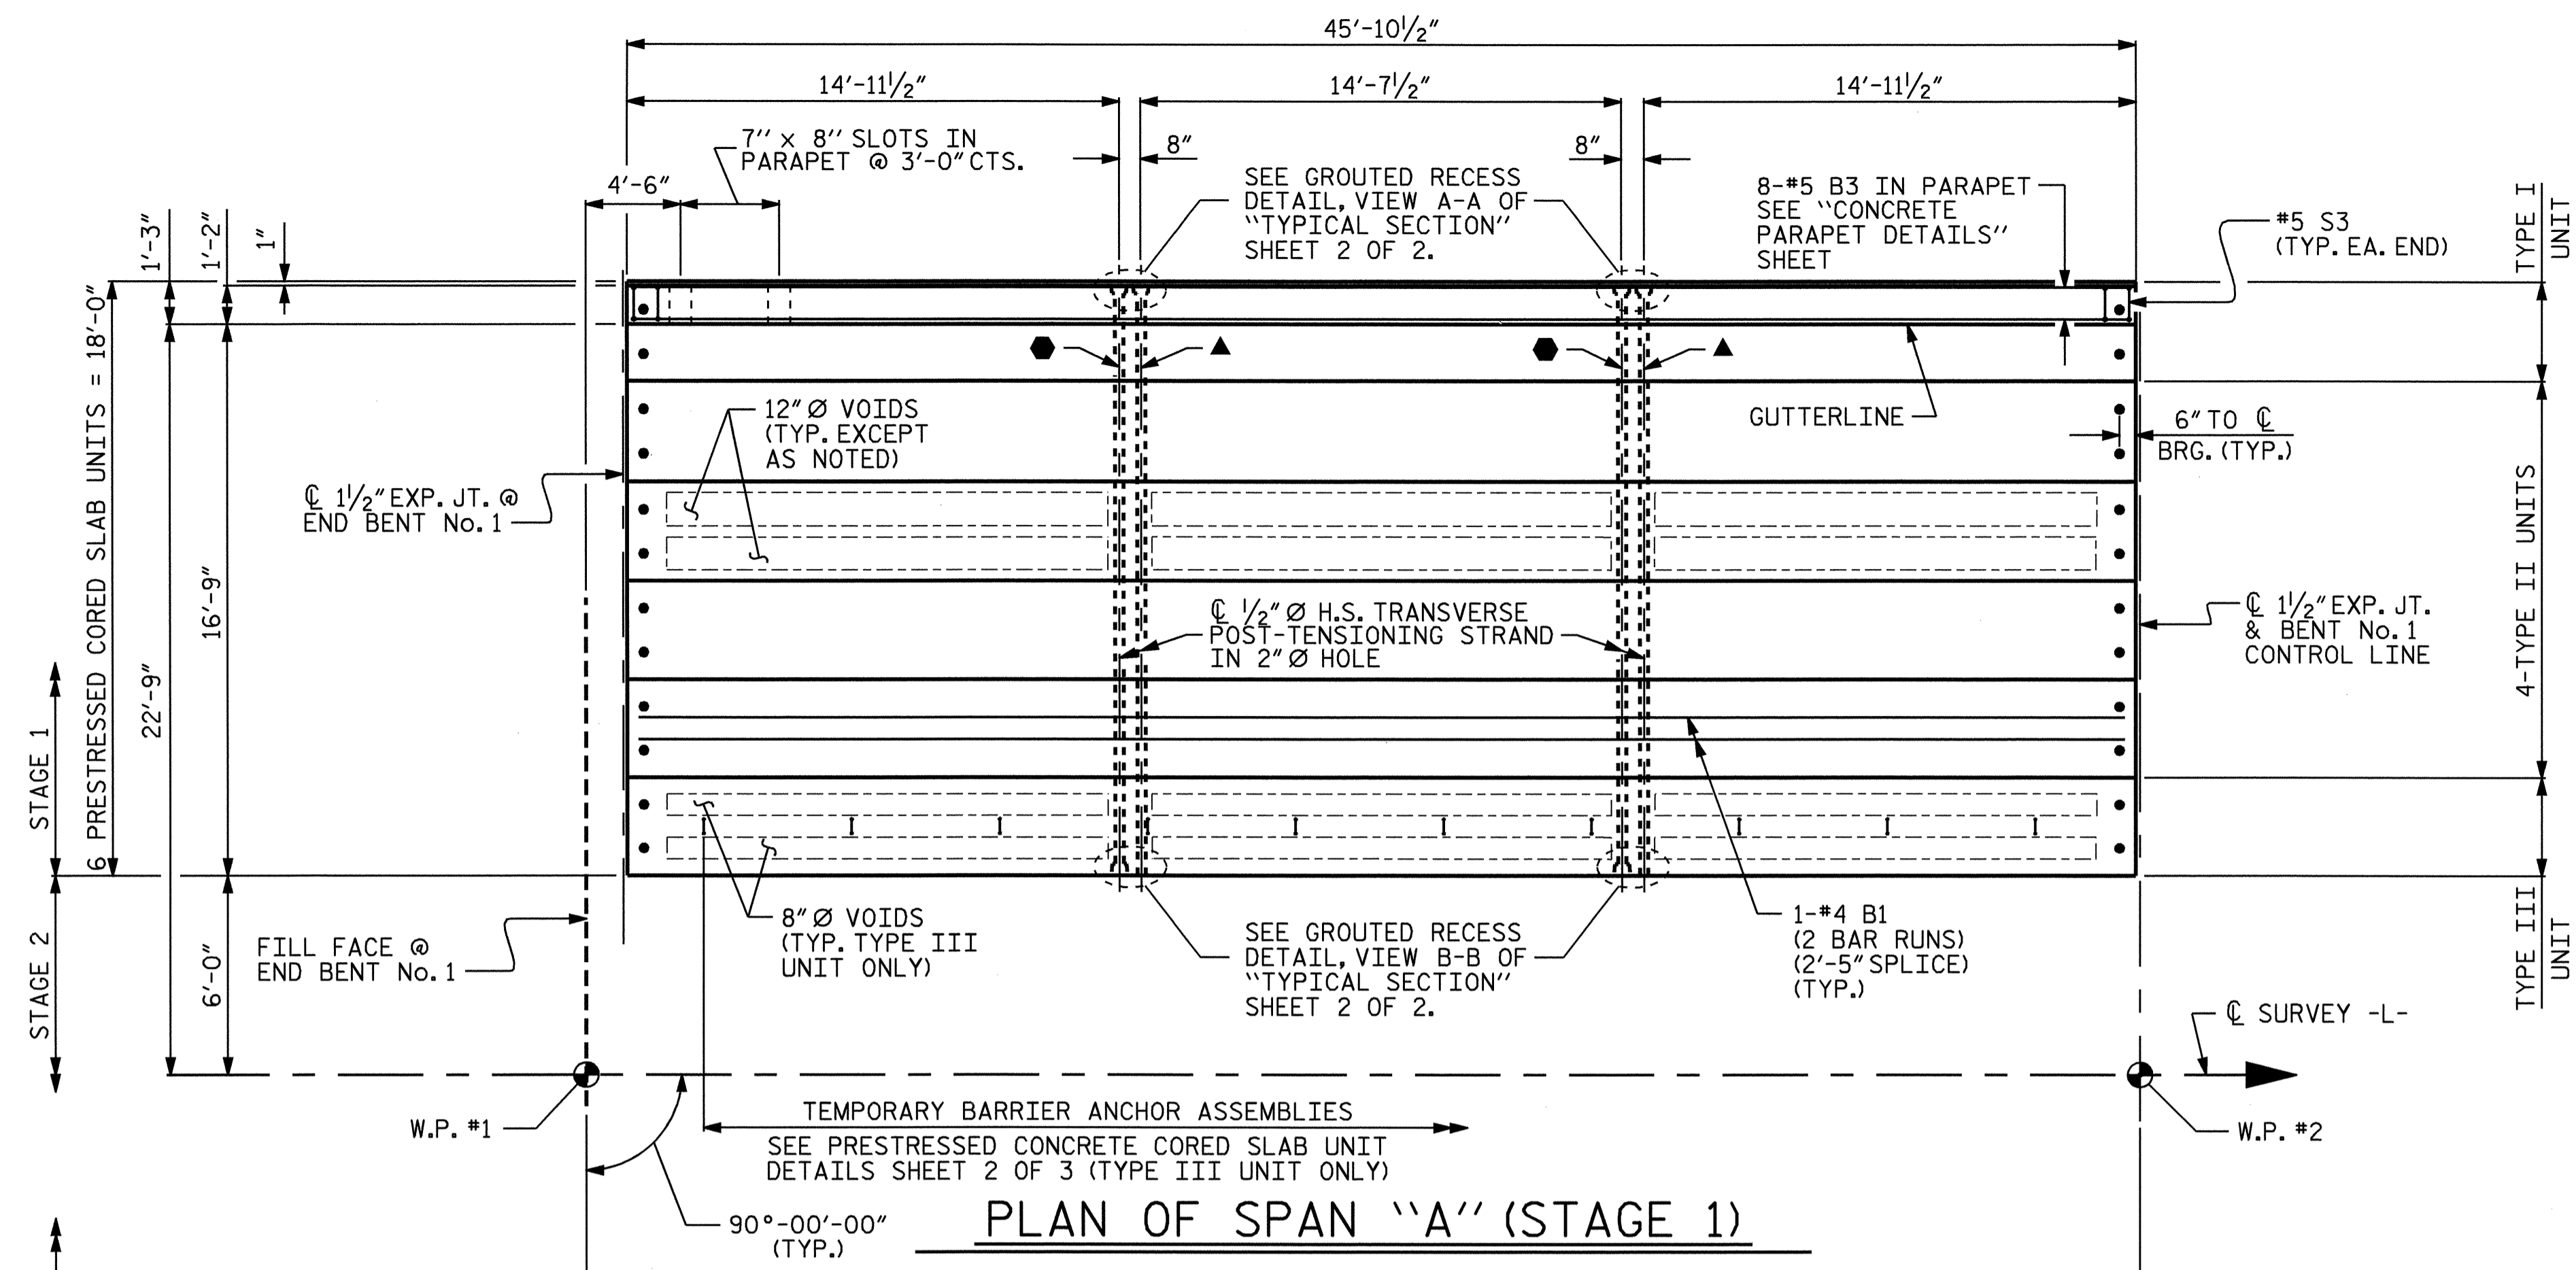 45'-10½"
14'-11½"
14'-7½"
14'-11½"
7" x 8" SLOTS IN
PARAPET @ 3'-0" CTS.
8"
8"
4'-6"
SEE GROUTED RECESS
DETAIL, VIEW A-A OF
"TYPICAL SECTION"
SHEET 2 OF 2.
8-#5 B3 IN PARAPET
SEE "CONCRETE
PARAPET DETAILS"
SHEET
#5 S3
(TYP. EA. END)
TYPE I
UNIT
1'-3"
1'-2"
1"
6 PRESTRESSED CORED SLAB UNITS = 18'-0"
12" Ø VOIDS
(TYP. EXCEPT
AS NOTED)
GUTTERLINE
6" TO ℄
BRG. (TYP.)
℄ 1½" EXP. JT. @
END BENT No. 1
4-TYPE II UNITS
16'-9"
22'-9"
℄ ½" Ø H.S. TRANSVERSE
POST-TENSIONING STRAND
IN 2" Ø HOLE
℄ 1½" EXP. JT.
& BENT No. 1
CONTROL LINE
STAGE 1
STAGE 2
8" Ø VOIDS
(TYP. TYPE III
UNIT ONLY)
SEE GROUTED RECESS
DETAIL, VIEW B-B OF
"TYPICAL SECTION"
SHEET 2 OF 2.
1-#4 B1
(2 BAR RUNS)
(2'-5" SPLICE)
(TYP.)
TYPE III
UNIT
FILL FACE @
END BENT No. 1
6'-0"
℄ SURVEY -L-
W.P. #1
TEMPORARY BARRIER ANCHOR ASSEMBLIES
SEE PRESTRESSED CONCRETE CORED SLAB UNIT
DETAILS SHEET 2 OF 3 (TYPE III UNIT ONLY)
W.P. #2
90°-00'-00"
(TYP.)
PLAN OF SPAN "A" (STAGE 1)